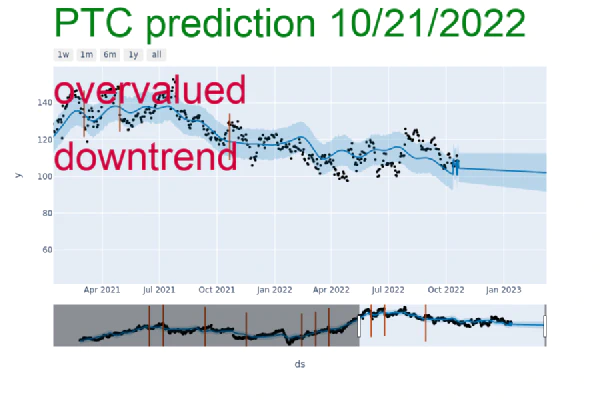 PTC prediction 10/21/2022
1w 1m 6m 1y all
overvalued
140
120
downtrend
100
y
80
60
Apr 2021 Jul 2021 Oct 2021 Jan 2022 Apr 2022 Jul 2022 Oct 2022 Jan 2023
ds